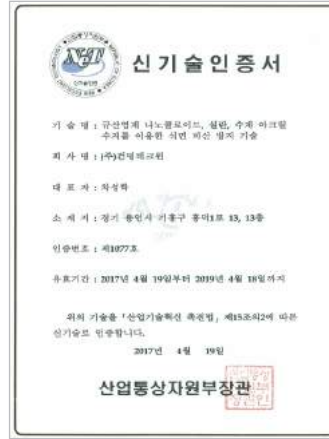 NeT
신기술인증서
기 술 명 : 규산염계 나노콜로이드, 실란, 수계 아크릴
수지를 이용한 석면 비산 방지 기술
회 사 명 : (주)건영테크윈
대 표 자 : 차성학
소 재 지 : 경기 용인시 기흥구 흥덕1로 13, 13층
인증번호 : 제1077호
유효기간 : 2017년 4월 19일부터 2019년 4월 18일까지
위의 기술을 「산업기술혁신 촉진법」 제15조의2에 따른
신기술로 인증합니다.
2017년 4월 19일
산업통상자원부장관